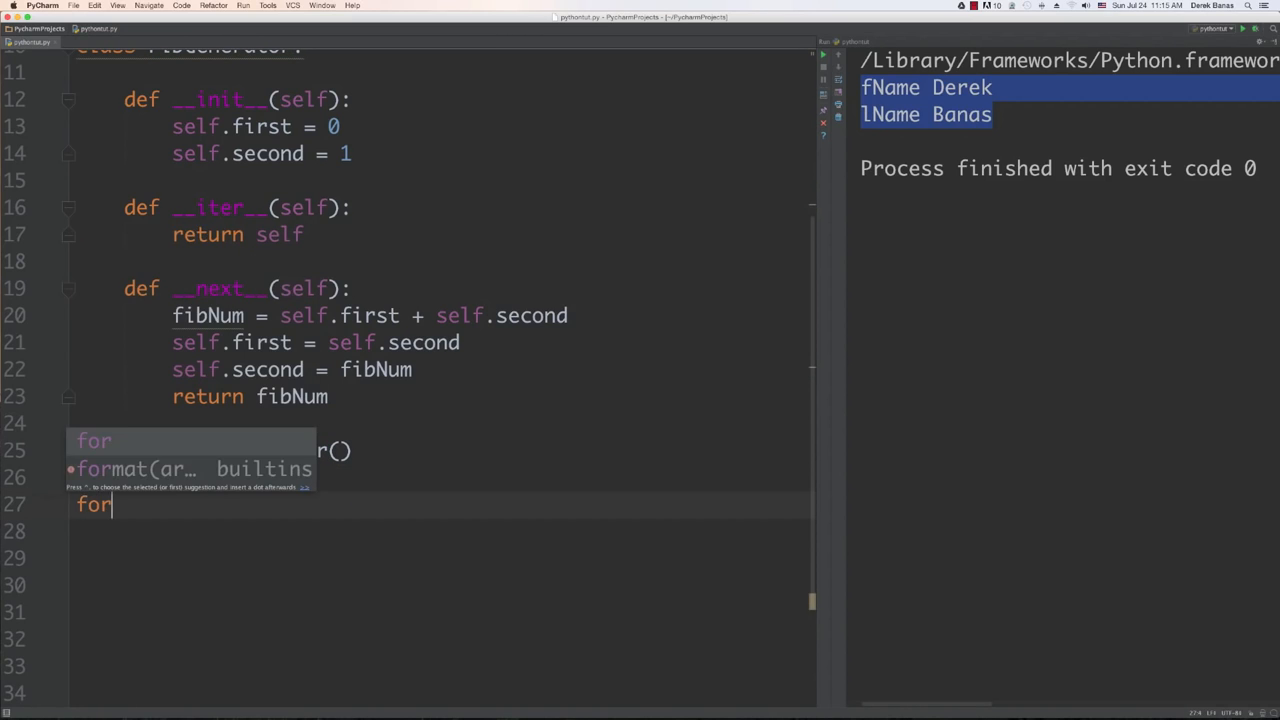 PyCharm File Edit View Navigate Code Refactor Run Tools VCS Window Help
10 Sun Jul 24 11:15 AM Derek Banas
pythontut.py - PycharmProjects - [~/PycharmProjects]
PycharmProjects pythontut.py pythontut
pythontut.py
Run: pythontut
11
12 def __init__(self):
13 self.first = 0
14 self.second = 1
15
16 def __iter__(self):
17 return self
18
19 def __next__(self):
20 fibNum = self.first + self.second
21 self.first = self.second
22 self.second = fibNum
23 return fibNum
24
for
25 r()
format(ar… builtins
26
Press ^. to choose the selected (or first) suggestion and insert a dot afterwards >>
27 for
28
29
30
31
32
33
34
/Library/Frameworks/Python.framewor
fName Derek
lName Banas
Process finished with exit code 0
27:4 LF÷ UTF-8÷